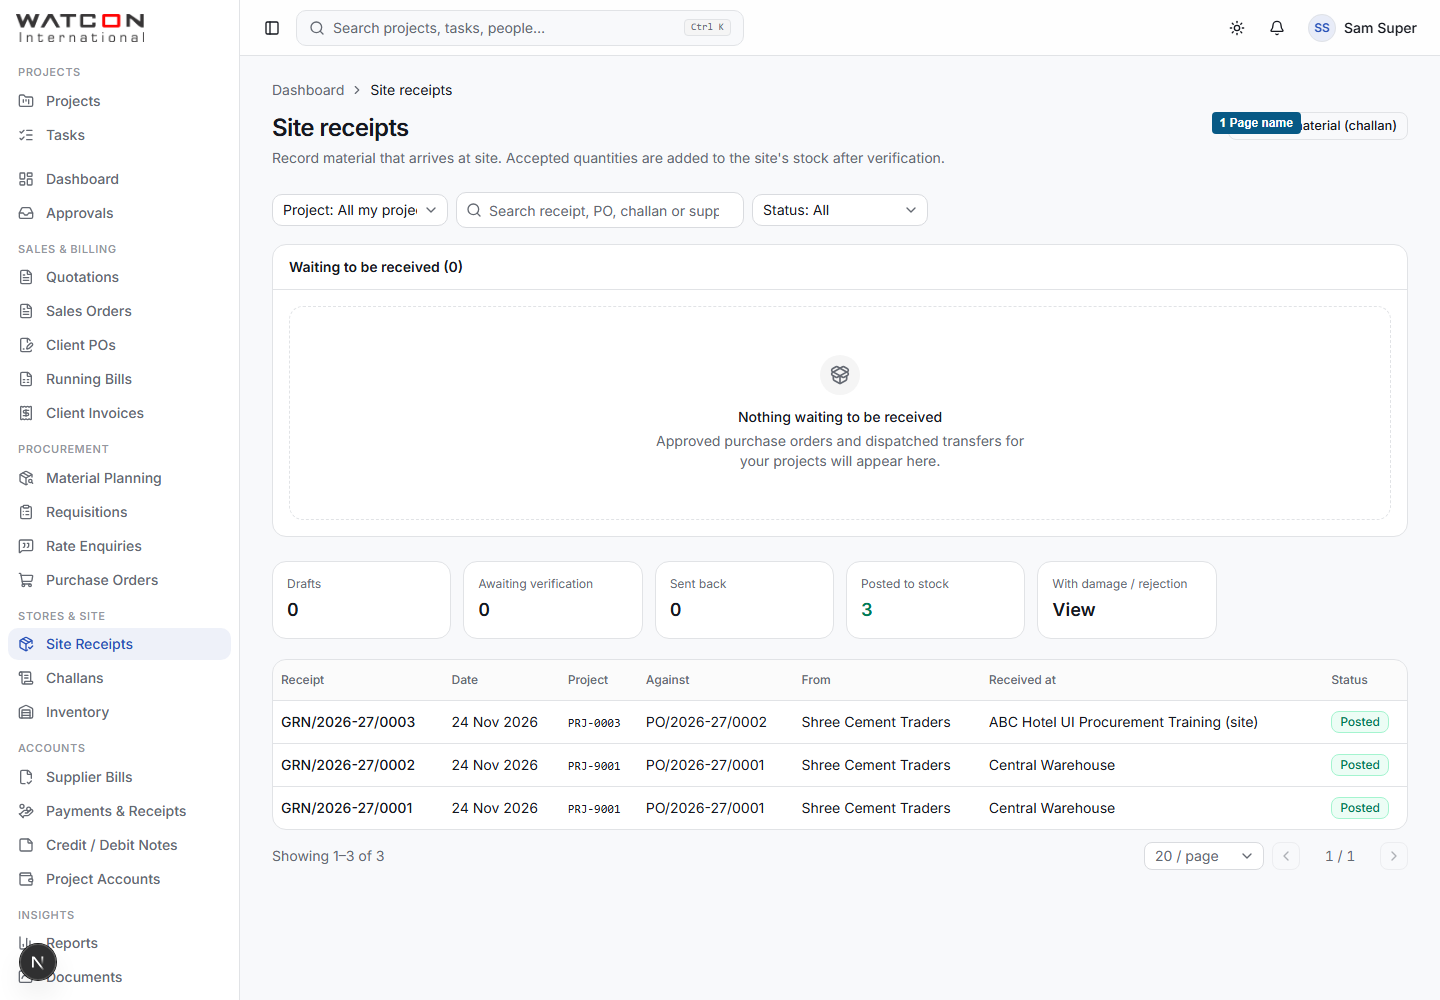 WATCON
International
PROJECTS
Projects
Tasks
Dashboard
Approvals
SALES & BILLING
Quotations
Sales Orders
Client POs
Running Bills
Client Invoices
PROCUREMENT
Material Planning
Requisitions
Rate Enquiries
Purchase Orders
STORES & SITE
Site Receipts
Challans
Inventory
ACCOUNTS
Supplier Bills
Payments & Receipts
Credit / Debit Notes
Project Accounts
INSIGHTS
Reports
Documents
N
Search projects, tasks, people... Ctrl K
SS Sam Super
Dashboard > Site receipts
Site receipts
1 Page name aterial (challan)
Record material that arrives at site. Accepted quantities are added to the site's stock after verification.
Project: All my projec Search receipt, PO, challan or supp Status: All
Waiting to be received (0)
Nothing waiting to be received
Approved purchase orders and dispatched transfers for
your projects will appear here.
Drafts Awaiting verification Sent back Posted to stock With damage / rejection
0 0 0 3 View
Receipt Date Project Against From Received at Status
GRN/2026-27/0003 24 Nov 2026 PRJ-0003 PO/2026-27/0002 Shree Cement Traders ABC Hotel UI Procurement Training (site) Posted
GRN/2026-27/0002 24 Nov 2026 PRJ-9001 PO/2026-27/0001 Shree Cement Traders Central Warehouse Posted
GRN/2026-27/0001 24 Nov 2026 PRJ-9001 PO/2026-27/0001 Shree Cement Traders Central Warehouse Posted
Showing 1–3 of 3 20 / page 1 / 1